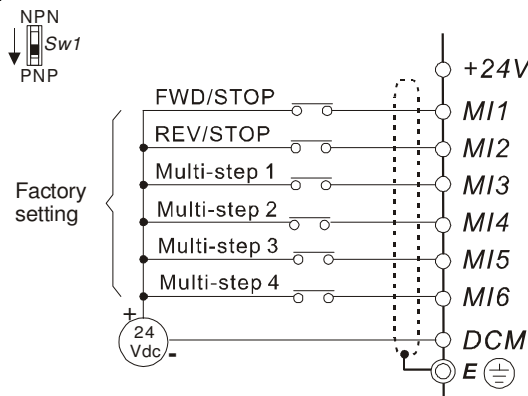 NPN
Sw1
PNP
+24V
FWD/STOP
MI1
REV/STOP
MI2
Multi-step 1
MI3
Factory
setting
Multi-step 2
MI4
Multi-step 3
MI5
Multi-step 4
MI6
+
24
Vdc
-
DCM
E